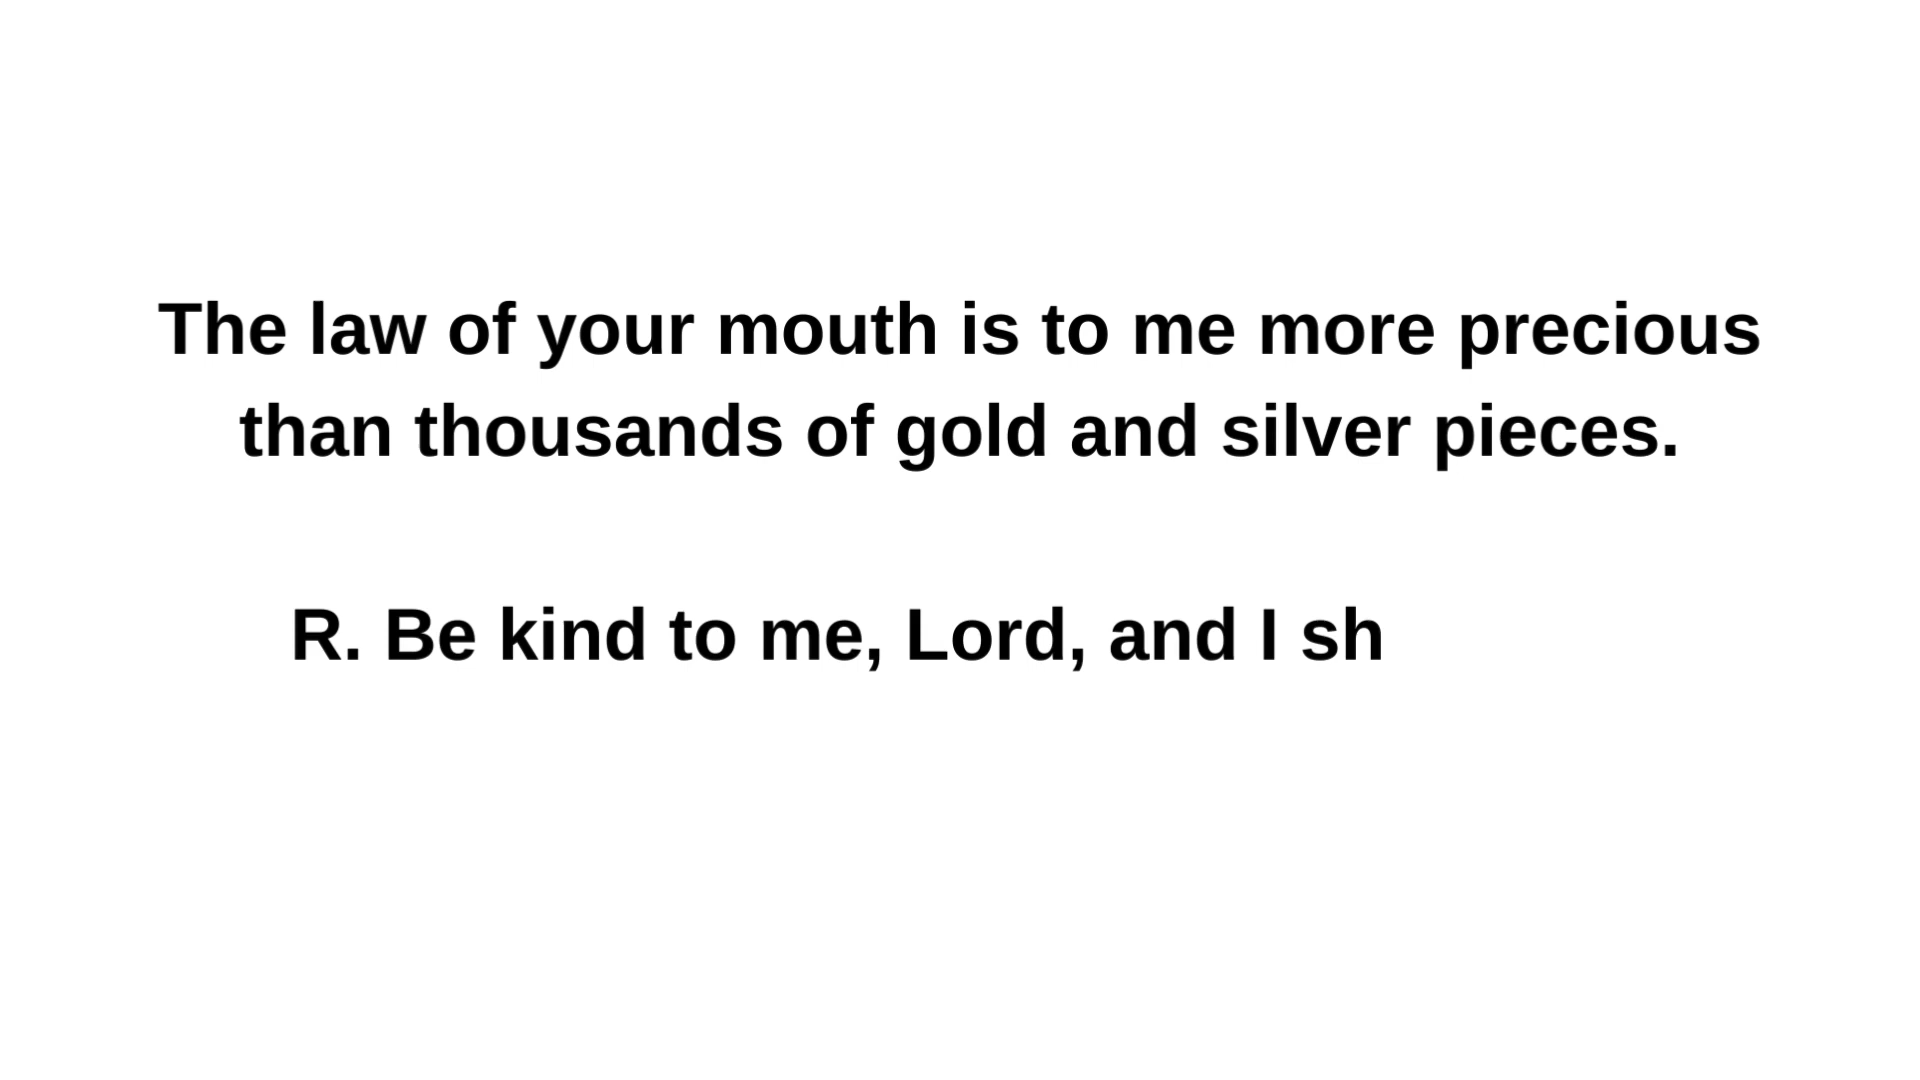 The law of your mouth is to me more precious
than thousands of gold and silver pieces.
R. Be kind to me, Lord, and I sh